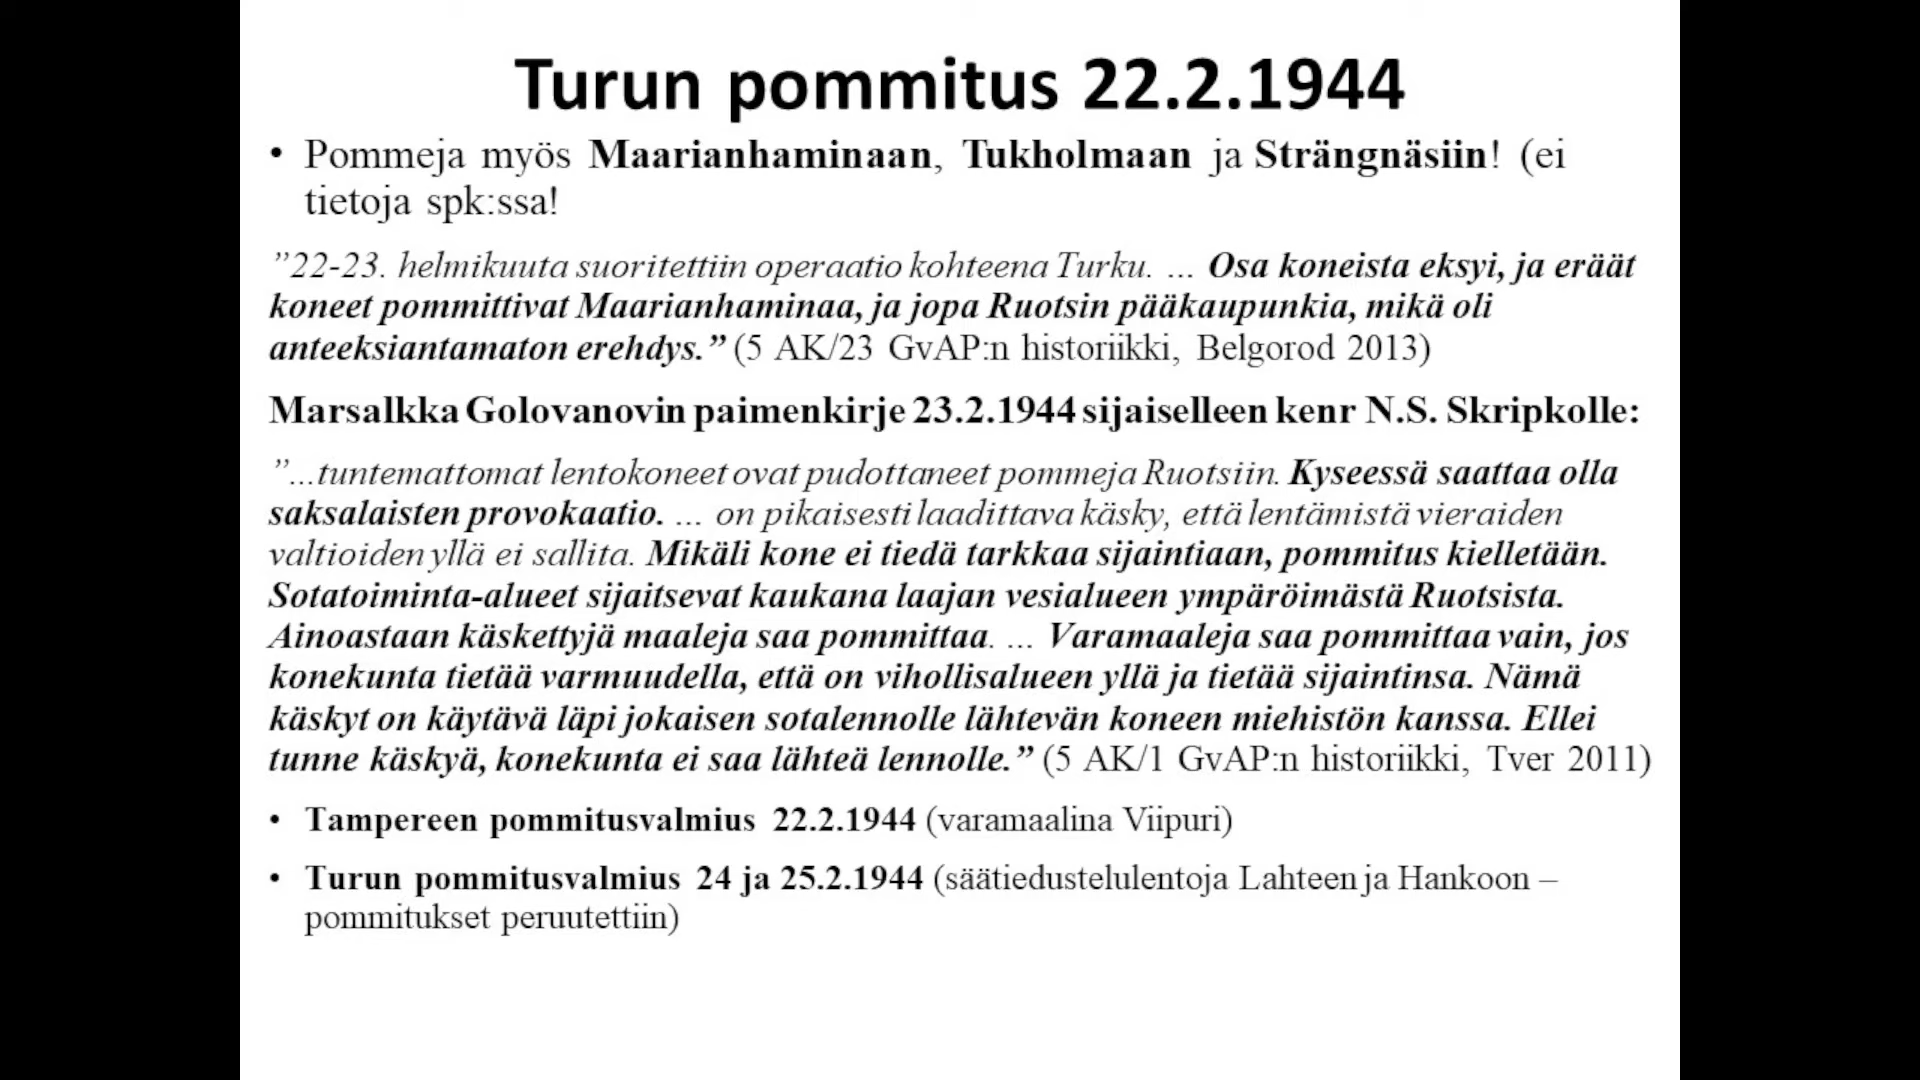 Turun pommitus 22.2.1944
• Pommeja myös Maarianhaminaan, Tukholmaan ja Strängnäsiin! (ei
tietoja spk:ssa!
”22-23. helmikuuta suoritettiin operaatio kohteena Turku. ... Osa koneista eksyi, ja eräät
koneet pommittivat Maarianhaminaa, ja jopa Ruotsin pääkaupunkia, mikä oli
anteeksiantamaton erehdys.” (5 AK/23 GvAP:n historiikki, Belgorod 2013)
Marsalkka Golovanovin paimenkirje 23.2.1944 sijaiselleen kenr N.S. Skripkolle:
”...tuntemattomat lentokoneet ovat pudottaneet pommeja Ruotsiin. Kyseessä saattaa olla
saksalaisten provokaatio. ... on pikaisesti laadittava käsky, että lentämistä vieraiden
valtioiden yllä ei sallita. Mikäli kone ei tiedä tarkkaa sijaintiaan, pommitus kielletään.
Sotatoiminta-alueet sijaitsevat kaukana laajan vesialueen ympäröimästä Ruotsista.
Ainoastaan käskettyjä maaleja saa pommittaa. ... Varamaaleja saa pommittaa vain, jos
konekunta tietää varmuudella, että on vihollisalueen yllä ja tietää sijaintinsa. Nämä
käskyt on käytävä läpi jokaisen sotalennolle lähtevän koneen miehistön kanssa. Ellei
tunne käskyä, konekunta ei saa lähteä lennolle.” (5 AK/1 GvAP:n historiikki, Tver 2011)
• Tampereen pommitusvalmius 22.2.1944 (varamaalina Viipuri)
• Turun pommitusvalmius 24 ja 25.2.1944 (säätiedustelulentoja Lahteen ja Hankoon –
pommitukset peruutettiin)